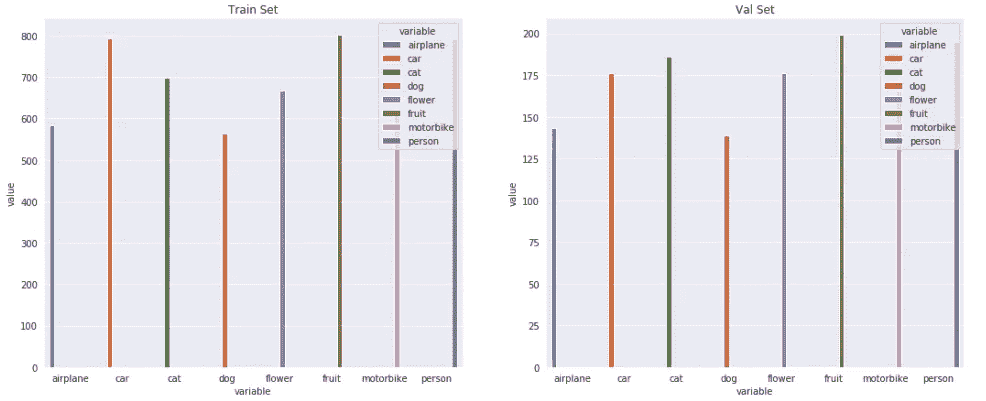 Train Set
800
700
600
500
400
300
200
100
0
value
airplane car cat dog flower fruit motorbike person
variable
variable
airplane
car
cat
dog
flower
fruit
motorbike
person
Val Set
200
175
150
125
100
75
50
25
0
value
airplane car cat dog flower fruit motorbike person
variable
variable
airplane
car
cat
dog
flower
fruit
motorbike
person